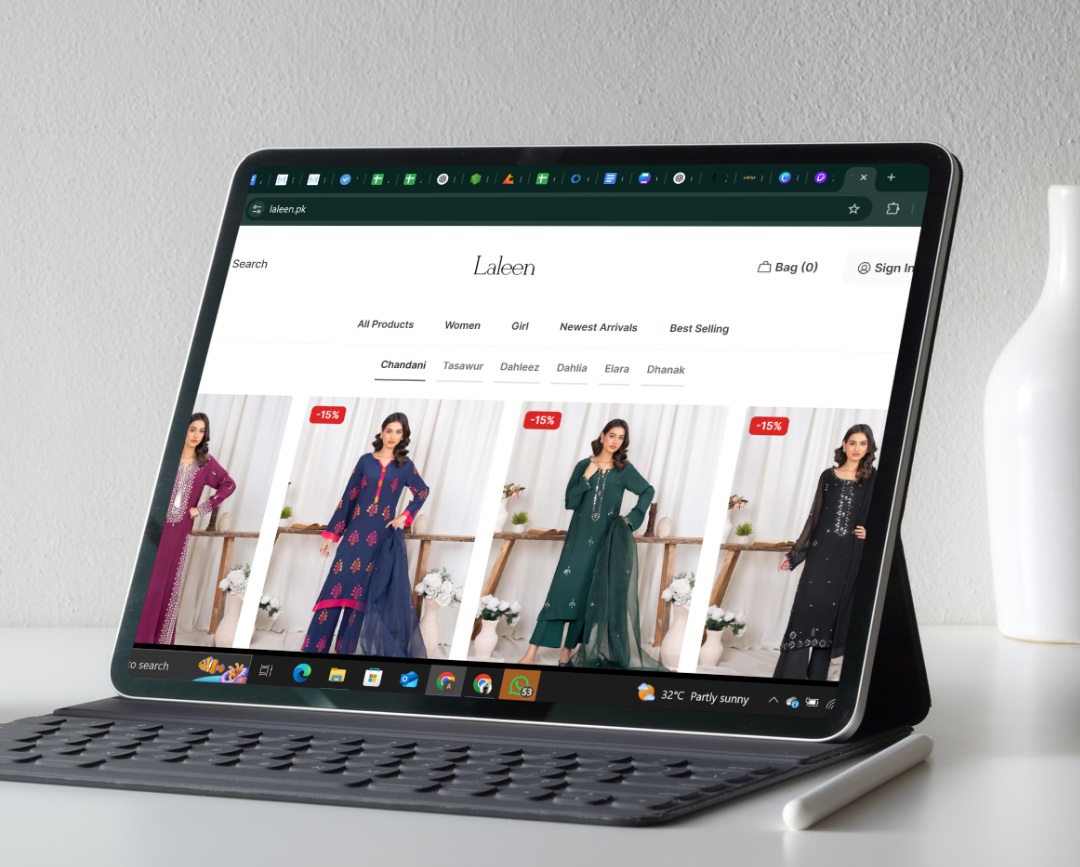 laleen.pk
Search
Laleen
Bag (0)
Sign In
All Products
Women
Girl
Newest Arrivals
Best Selling
Chandani
Tasawur
Dahleez
Dahlia
Elara
Dhanak
-15%
-15%
-15%
to search
53
32°C Partly sunny